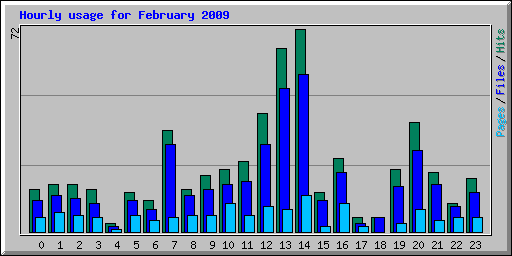 Hourly usage for February 2009
72
Pages / Files / Hits
0 1 2 3 4 5 6 7 8 9 10 11 12 13 14 15 16 17 18 19 20 21 22 23